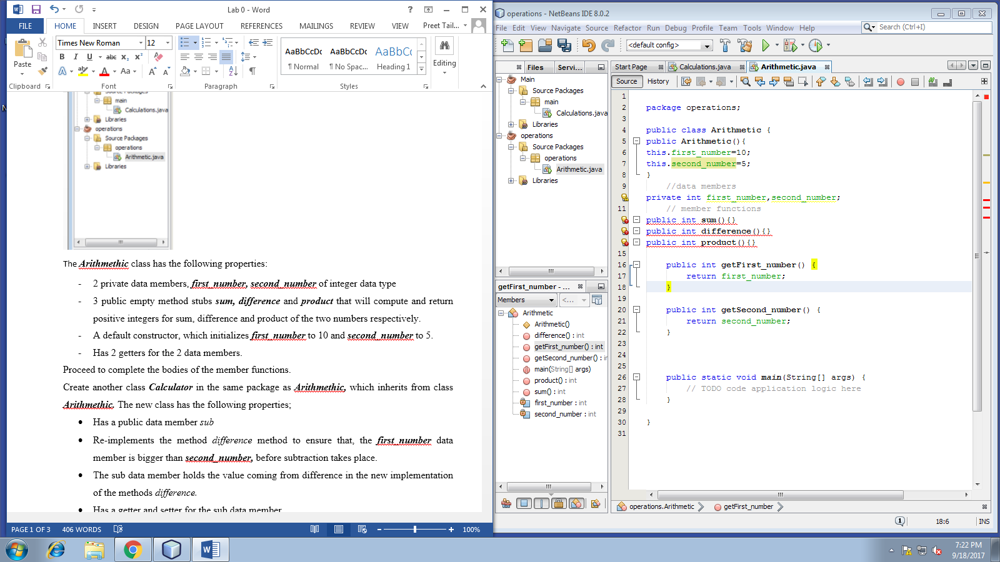 Lab 0 - Word
FILE HOME INSERT DESIGN PAGE LAYOUT REFERENCES MAILINGS REVIEW VIEW Preet Tail...
Paste
Times New Roman 12
AaBbCcDc AaBbCcDc AaBbC(
¶ Normal ¶ No Spac... Heading 1
Editing
Clipboard Font Paragraph Styles
main
Calculations.java
Libraries
operations
Source Packages
operations
Arithmetic.java
Libraries
The Arithmethic class has the following properties:
- 2 private data members, first_number, second_number of integer data type
- 3 public empty method stubs sum, difference and product that will compute and return
positive integers for sum, difference and product of the two numbers respectively.
- A default constructor, which initializes first_number to 10 and second_number to 5.
- Has 2 getters for the 2 data members.
Proceed to complete the bodies of the member functions.
Create another class Calculator in the same package as Arithmethic, which inherits from class
Arithmethic. The new class has the following properties;
• Has a public data member sub
• Re-implements the method difference method to ensure that, the first_number data
member is bigger than second_number, before subtraction takes place.
• The sub data member holds the value coming from difference in the new implementation
of the methods difference.
• Has a getter and setter for the sub data member
PAGE 1 OF 3 406 WORDS 100%
operations - NetBeans IDE 8.0.2
File Edit View Navigate Source Refactor Run Debug Profile Team Tools Window Help
Search (Ctrl+I)
<default config>
Files Servi...
Main
Source Packages
main
Calculations.java
Libraries
operations
Source Packages
operations
Arithmetic.java
Libraries
getFirst_number - ...
Members <...
Arithmetic
Arithmetic()
difference() : int
getFirst_number() : int
getSecond_number() : in
main(String[] args)
product() : int
sum() : int
first_number : int
second_number : int
Start Page Calculations.java Arithmetic.java
Source History
1
2 package operations;
3
4 public class Arithmetic {
5 public Arithmetic(){
6 this.first_number=10;
7 this.second_number=5;
8 }
9 //data members
private int first_number,second_number;
11 // member functions
public int sum(){}
public int difference(){}
public int product(){}
15
16 public int getFirst_number() {
17 return first_number;
18 }
19
20 public int getSecond_number() {
21 return second_number;
22 }
23
24
25
26 public static void main(String[] args) {
27 // TODO code application logic here
28 }
29
30 }
31
operations.Arithmetic getFirst_number
1 18:6 INS
7:22 PM
9/18/2017